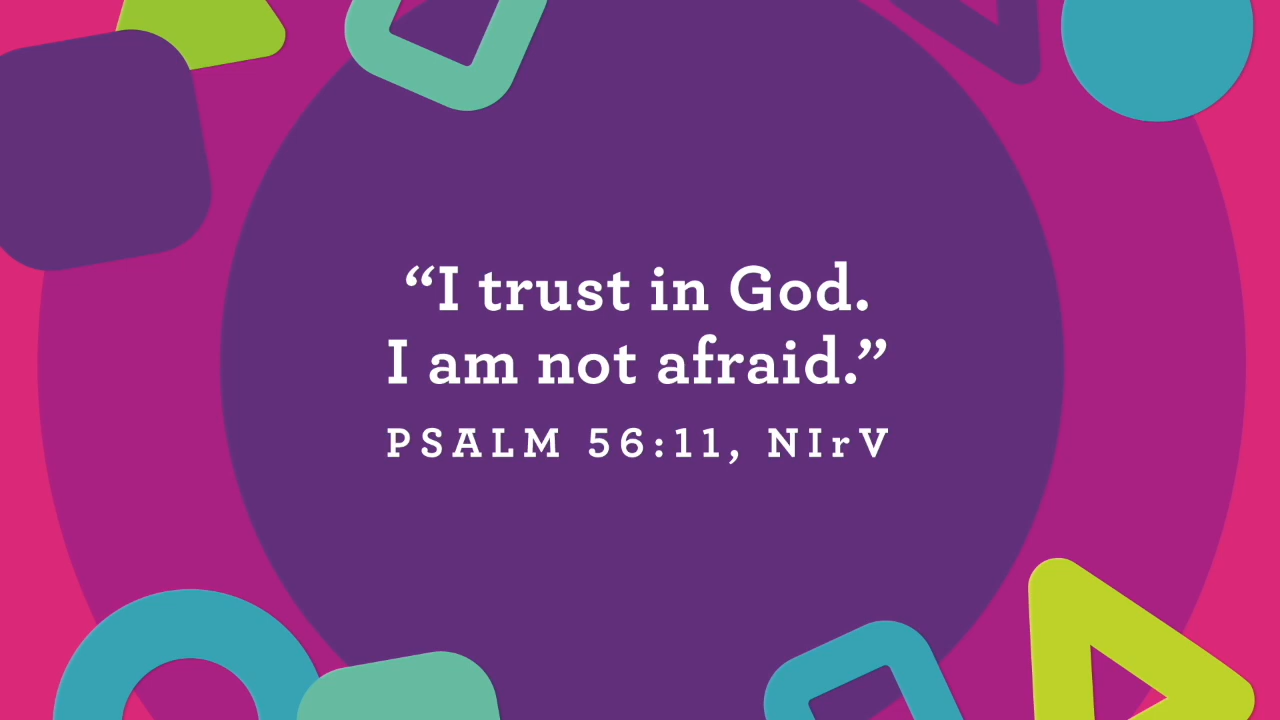 “I trust in God.
I am not afraid.”
PSALM 56:11, NIrV